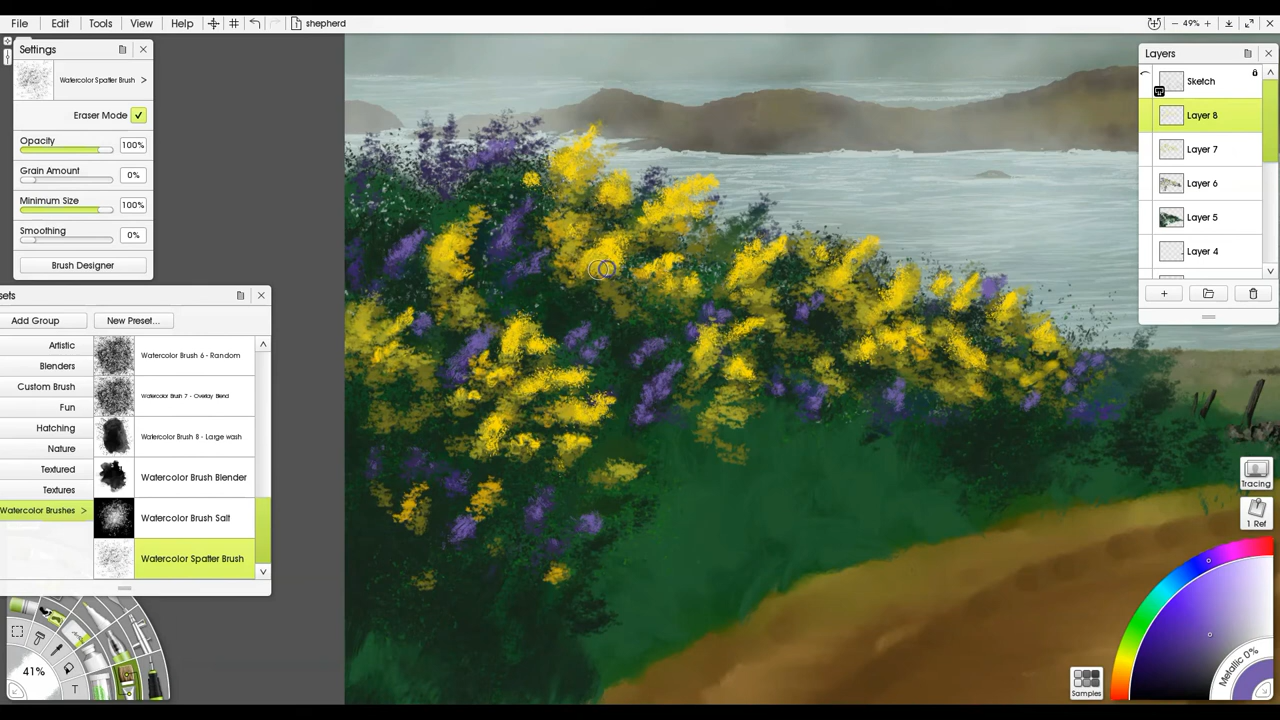 File Edit Tools View Help shepherd 49%
Settings
Watercolor Spatter Brush >
Eraser Mode
Opacity
100%
Grain Amount
0%
Minimum Size
100%
Smoothing
0%
Brush Designer
sets
Add Group New Preset...
Artistic
Blenders
Custom Brush
Fun
Hatching
Nature
Textured
Textures
Watercolor Brushes >
Watercolor Brush 6 - Random
Watercolor Brush 7 - Overlay Blend
Watercolor Brush 8 - Large wash
Watercolor Brush Blender
Watercolor Brush Salt
Watercolor Spatter Brush
41%
T
Layers
Sketch
Layer 8
Layer 7
Layer 6
Layer 5
Layer 4
Tracing
1 Ref
Metallic 0%
Samples